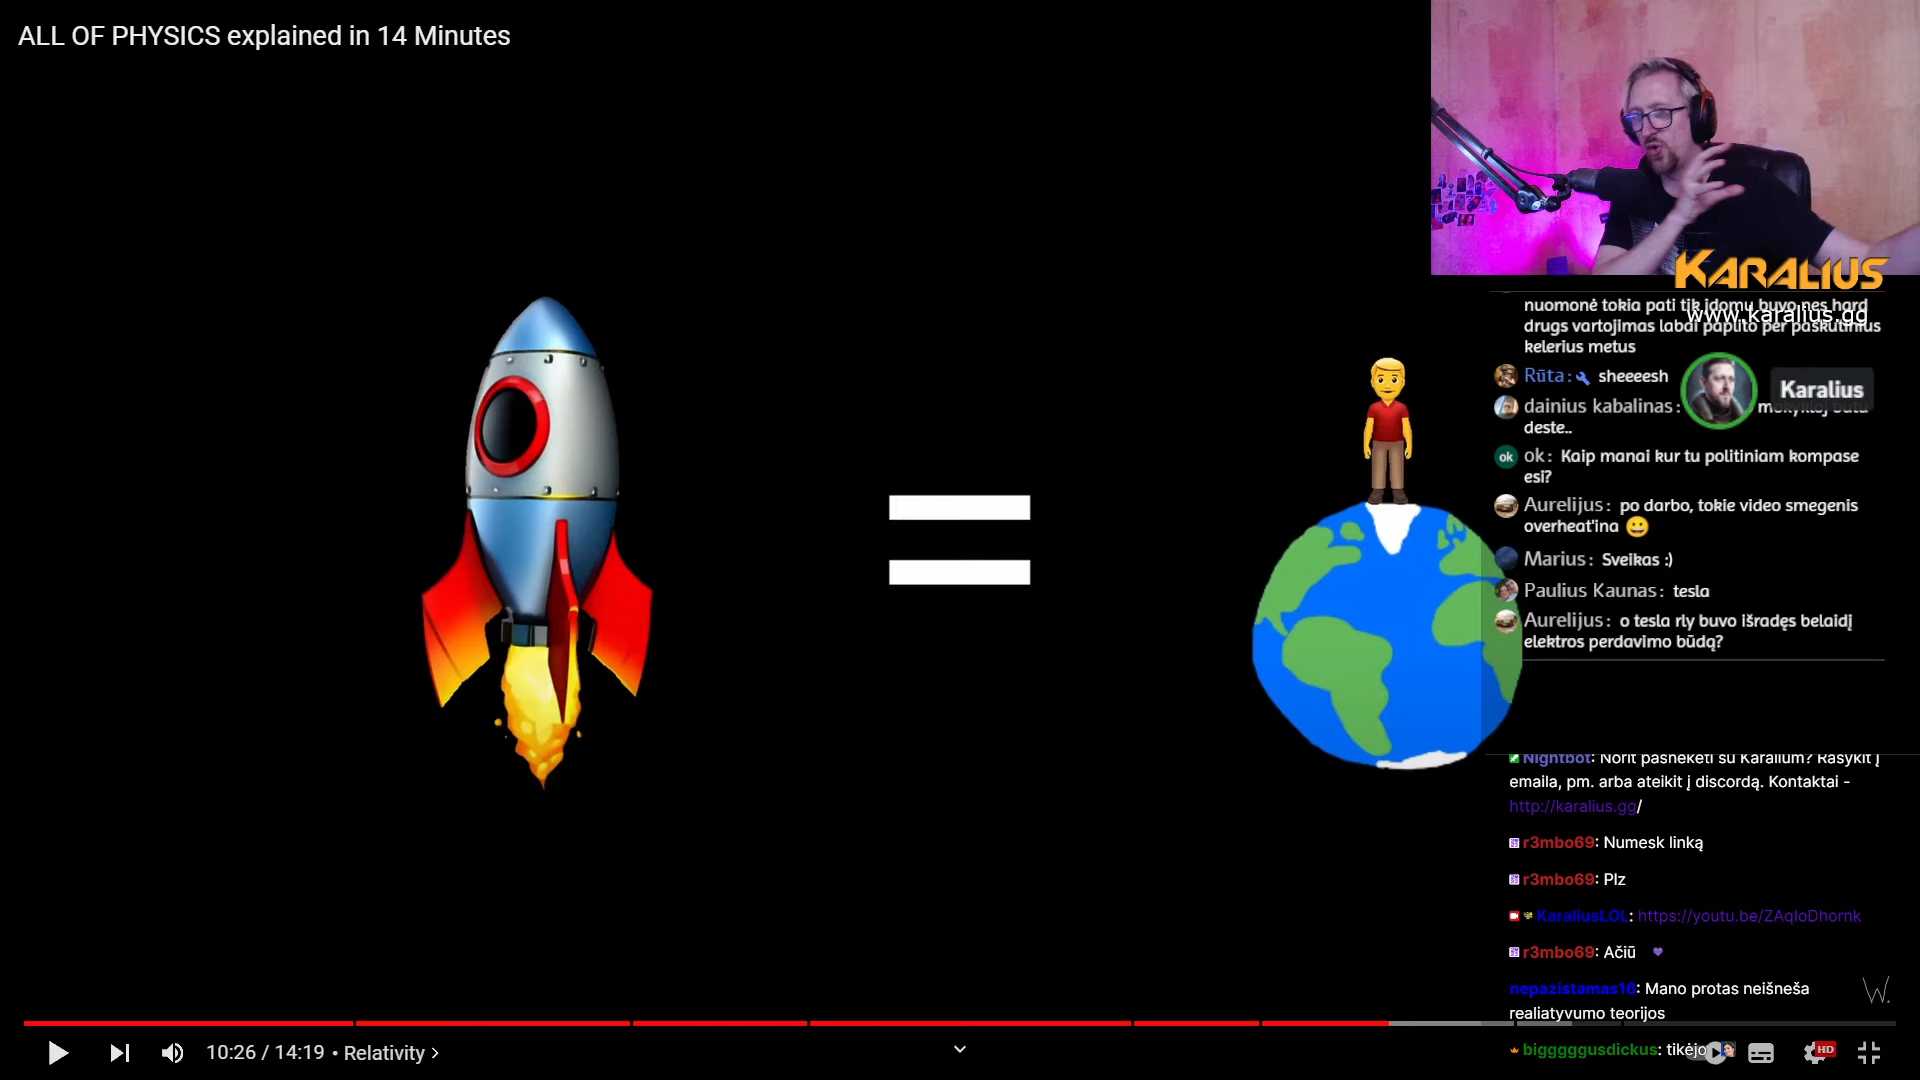 ALL OF PHYSICS explained in 14 Minutes
KARALIUS
www.karalius.gg
nuomonė tokia pati tik įdomu buvo nes hard
drugs vartojimas labai paplito per paskutinius
kelerius metus
Rūta: sheeeesh
Karalius
dainius kabalinas:
deste..
ok ok: Kaip manai kur tu politiniam kompase
esi?
Aurelijus: po darbo, tokie video smegenis
overheat'ina
Marius: Sveikas :)
Paulius Kaunas: tesla
Aurelijus: o tesla rly buvo išradęs belaidį
elektros perdavimo būdą?
Nightbot: Norit pasnekėti su Karalium? Rašykit į
emaila, pm. arba ateikit į discordą. Kontaktai -
http://karalius.gg/
r3mbo69: Numesk linką
r3mbo69: Plz
KaraliusLOL: https://youtu.be/ZAqIoDhornk
r3mbo69: Ačiū
nepazistamas16: Mano protas neišneša
realiatyvumo teorijos
W.
bigggggusdickus: tikėjo
10:26 / 14:19 • Relativity
HD